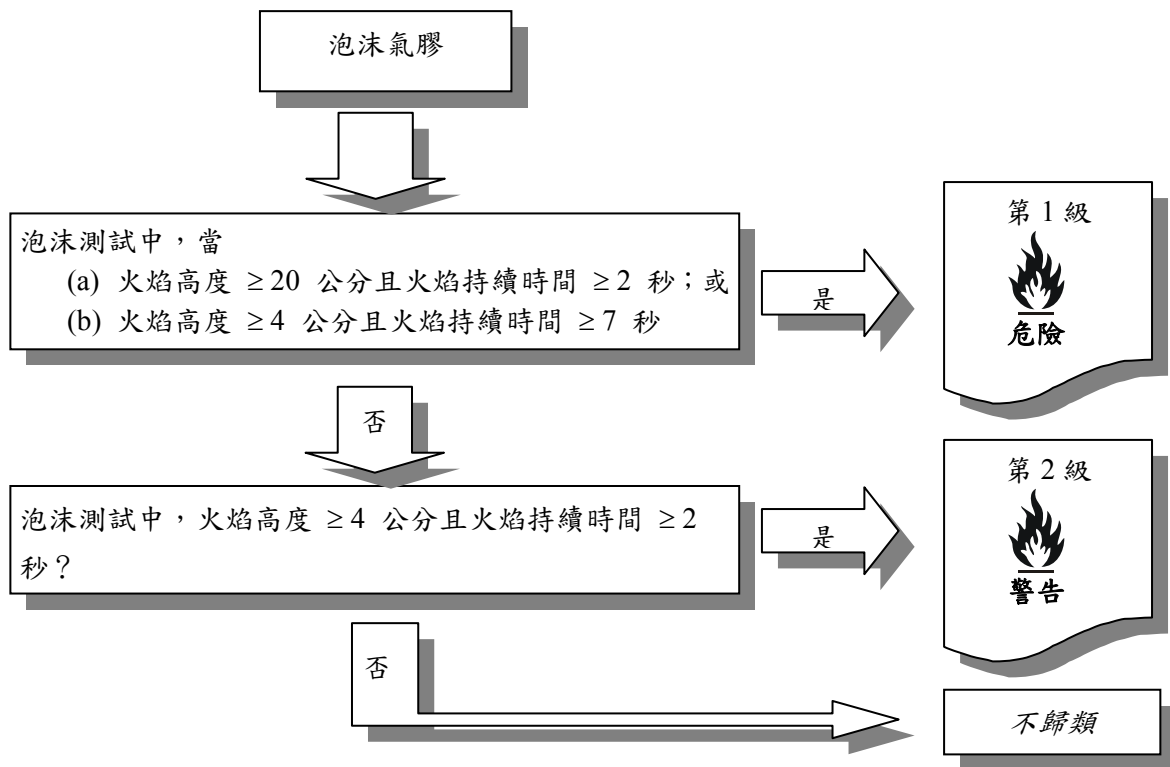 泡沫氣膠
泡沫測試中，當
(a) 火焰高度 ≥20 公分且火焰持續時間 ≥2 秒；或
(b) 火焰高度 ≥4 公分且火焰持續時間 ≥7 秒
是
第 1 級
危險
否
泡沫測試中，火焰高度 ≥4 公分且火焰持續時間 ≥2
秒？
是
第 2 級
警告
否
不歸類